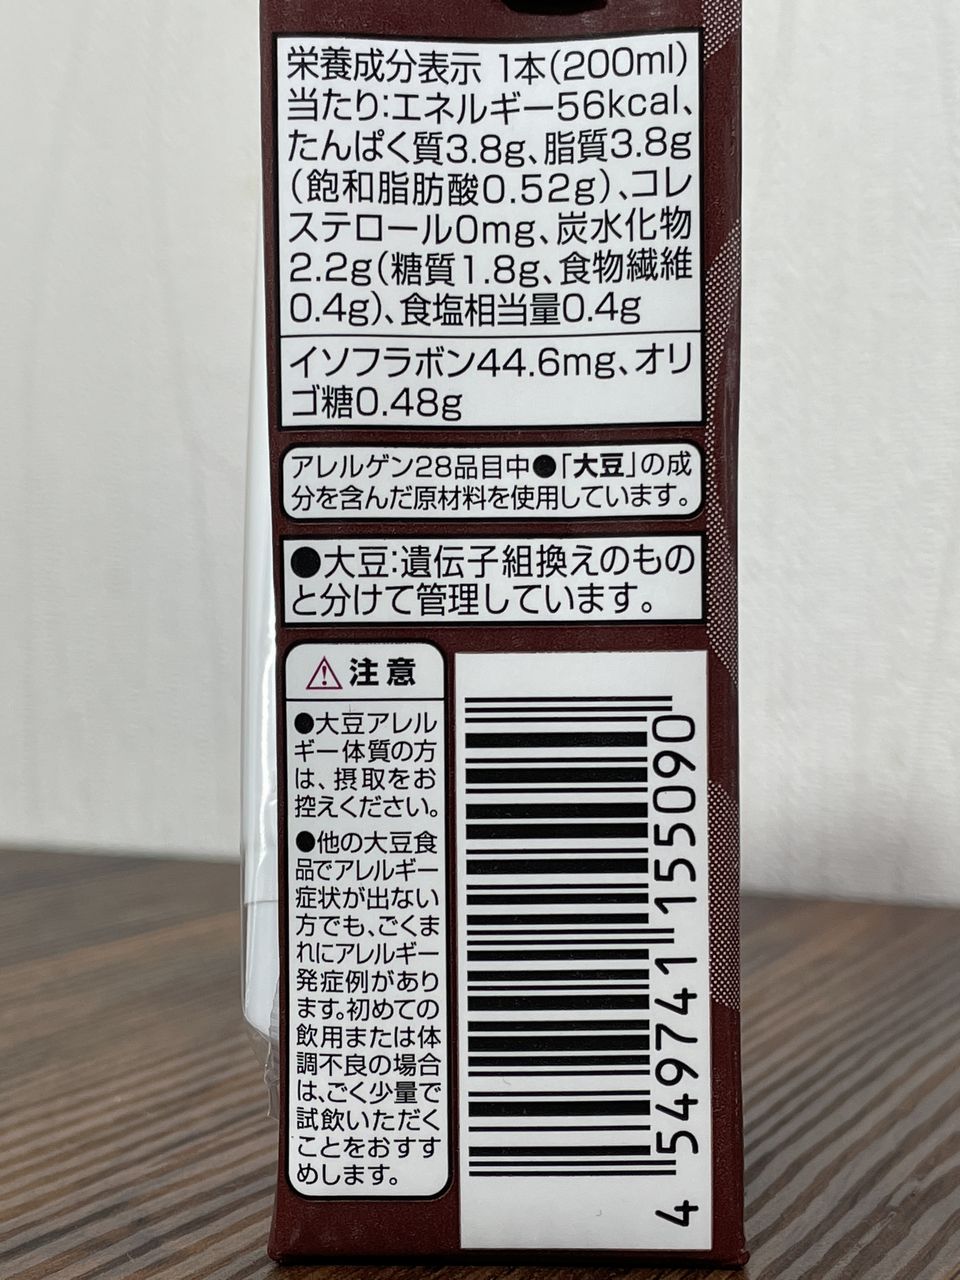 栄養成分表示 1本(200ml)
当たり:エネルギー56kcal、
たんぱく質3.8g、脂質3.8g
(飽和脂肪酸0.52g)、コレ
ステロール0mg、炭水化物
2.2g(糖質1.8g、食物繊維
0.4g)、食塩相当量0.4g
イソフラボン44.6mg、オリ
ゴ糖0.48g
アレルゲン28品目中●「大豆」の成
分を含んだ原材料を使用しています。
●大豆:遺伝子組換えのもの
と分けて管理しています。
注意
●大豆アレル
ギー体質の方
は、摂取をお
控えください。
●他の大豆食
品でアレルギー
症状が出ない
方でも、ごくま
れにアレルギー
発症例があり
ます。初めての
飲用または体
調不良の場合
は、ごく少量で
試飲いただく
ことをおすす
めします。
4 549741 155090